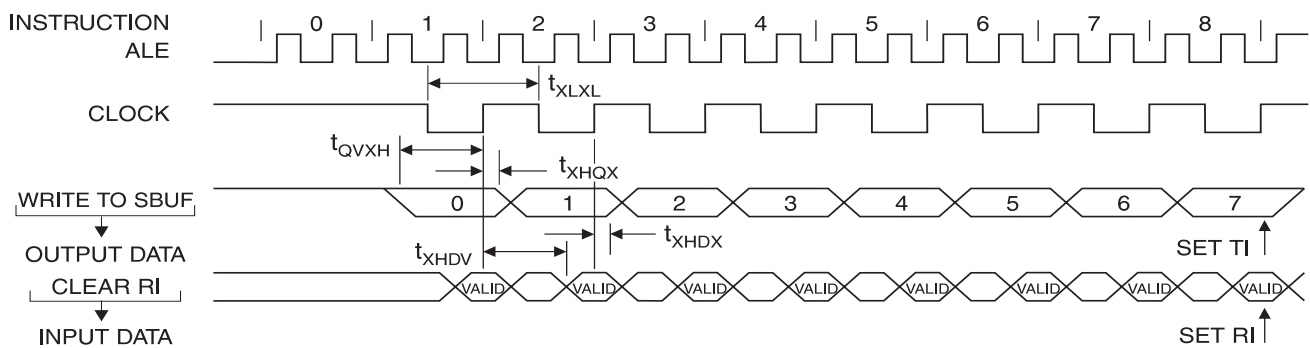 INSTRUCTION 0 1 2 3 4 5 6 7 8
ALE
tXLXL
CLOCK
tQVXH
tXHQX
WRITE TO SBUF 0 1 2 3 4 5 6 7
OUTPUT DATA
tXHDV tXHDX SET TI
CLEAR RI VALID VALID VALID VALID VALID VALID VALID VALID
INPUT DATA SET RI